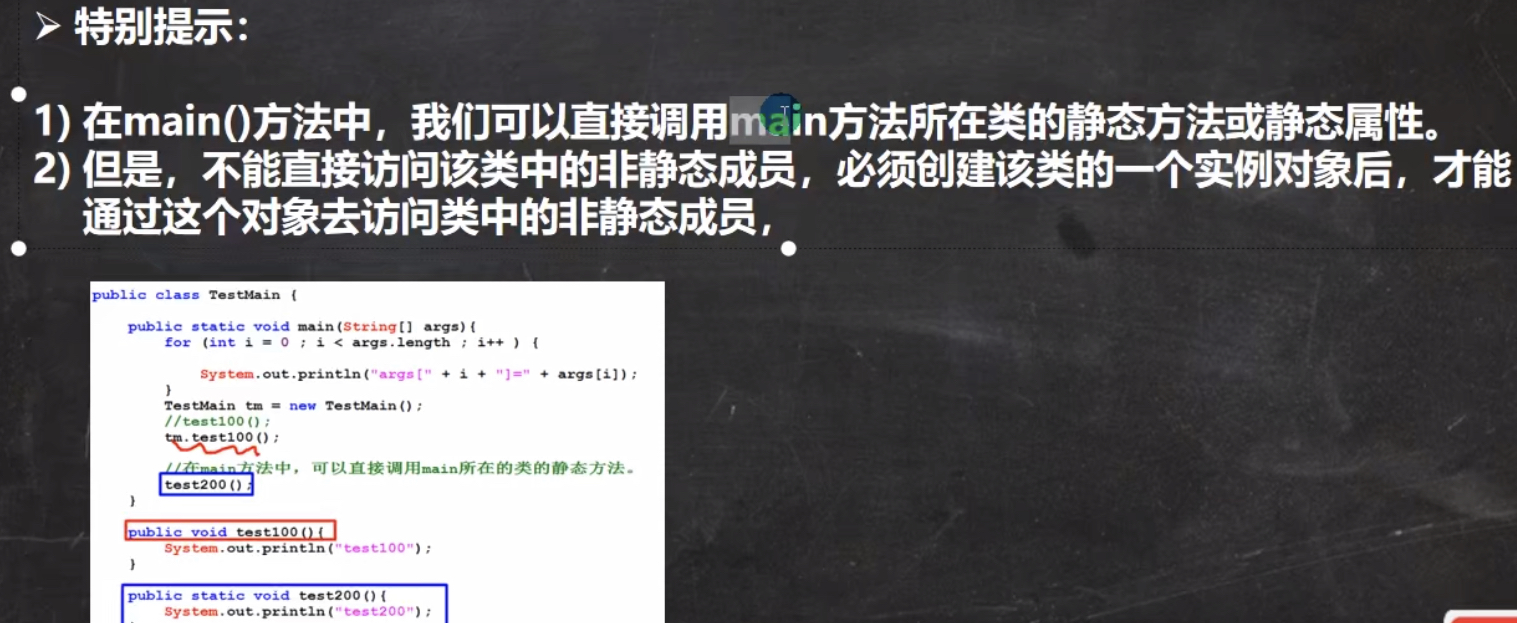 ➢ 特别提示：
1) 在main()方法中，我们可以直接调用main方法所在类的静态方法或静态属性。
2) 但是，不能直接访问该类中的非静态成员，必须创建该类的一个实例对象后，才能
通过这个对象去访问类中的非静态成员，
public class TestMain {
public static void main(String[] args){
for (int i = 0 ; i < args.length ; i++ ) {
System.out.println("args[" + i + "]=" + args[i]);
}
TestMain tm = new TestMain();
//test100();
tm.test100();
//在main方法中，可以直接调用main所在的类的静态方法。
test200();
}
public void test100(){
System.out.println("test100");
}
public static void test200(){
System.out.println("test200");